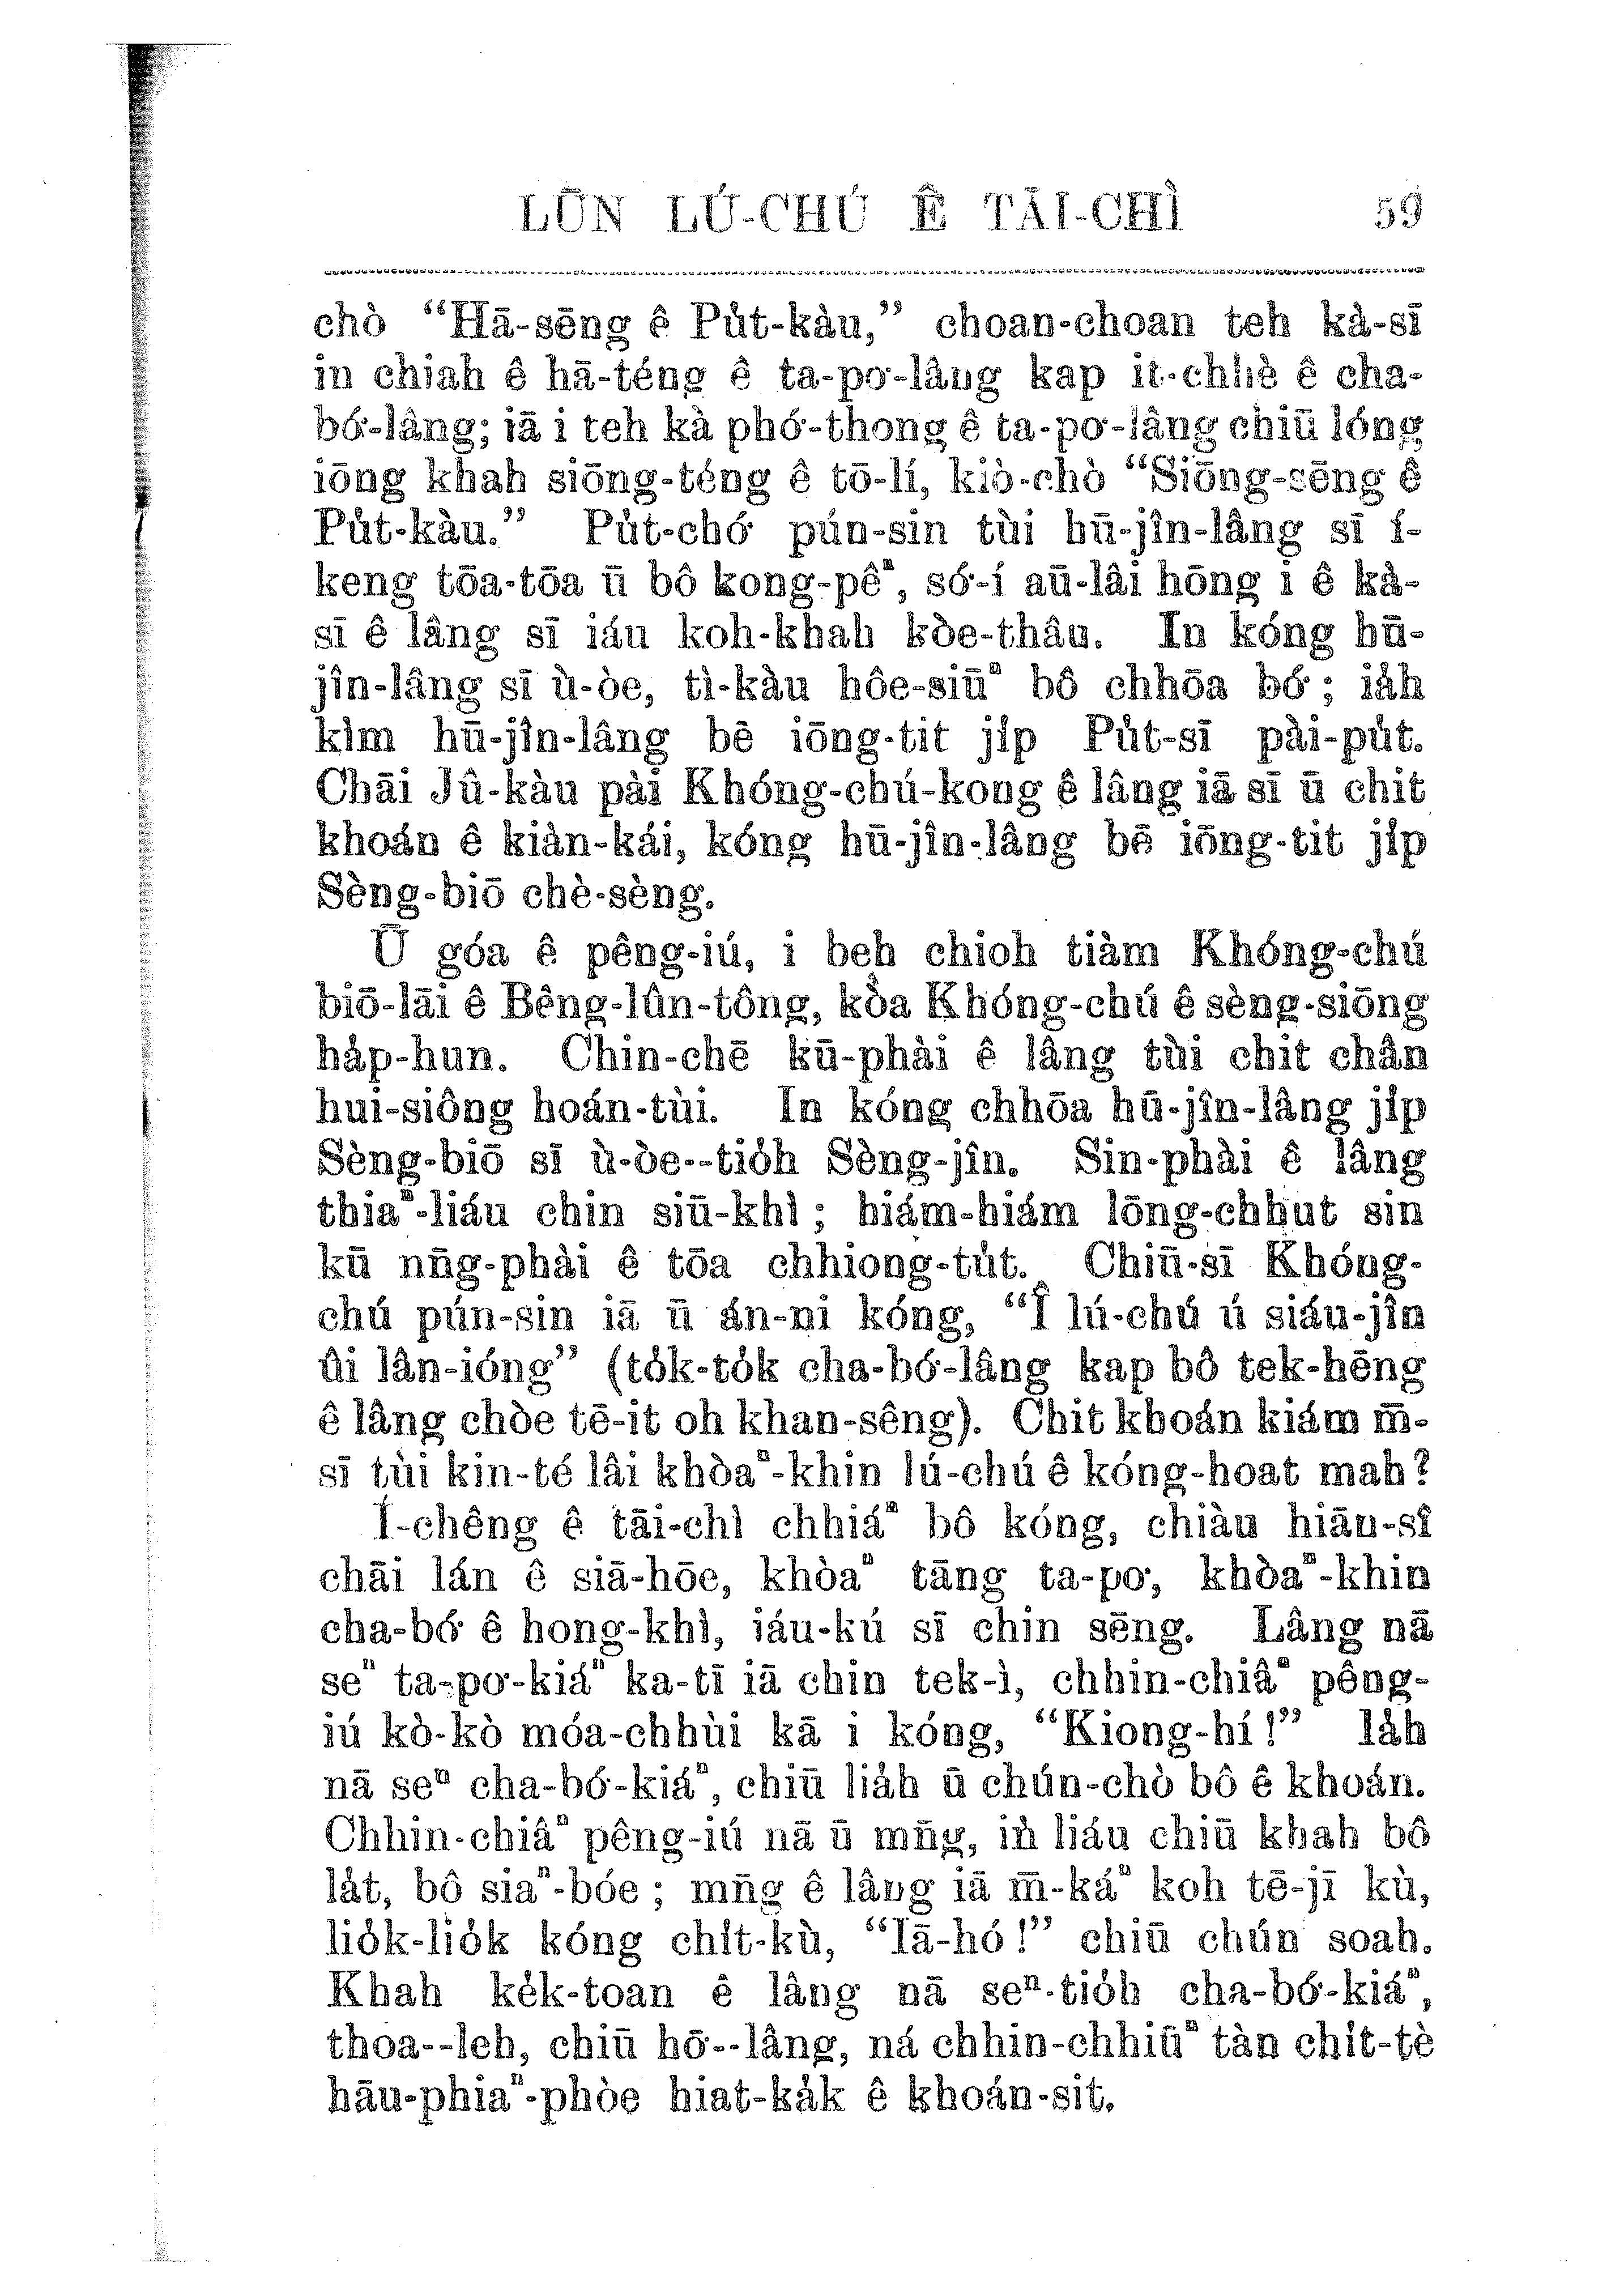 LŪN LÚ-CHÚ Ê TĀI-CHÌ 59
chò “Hā-sēng ê Pu̍t-kàu,” choan-choan teh kà-sī
in chiah ê hā-téng ê ta-po͘-lâng kap it-chhè ê cha-
bó͘-lâng; iā i teh kà phó͘-thong ê ta-po͘-lâng chiū lóng
iōng khah siōng-téng ê tō-lí, kiò-chò “Siōng-sēng ê
Pu̍t-kàu.” Pu̍t-chó͘ pún-sin tùi hū-jîn-lâng sī í-
keng tōa-tōa ū bô kong-pêⁿ, só͘-í aū-lâi hōng i ê kà-
sī ê lâng sī iáu koh-khah kòe-thâu. In kóng hū-
jîn-lâng sī ù-òe, tì-kàu hôe-siūⁿ bô chhōa bó͘; ia̍h
kìm hū-jîn-lâng bē iōng-tit ji̍p Pu̍t-sī pài-pu̍t.
Chāi Jû-kàu pài Khóng-chú-kong ê lâng iā sī ū chit
khoán ê kiàn-kái, kóng hū-jîn-lâng bē iōng-tit ji̍p
Sèng-biō chè-sèng.
Ū góa ê pêng-iú, i beh chioh tiàm Khóng-chú
biō-lāi ê Bêng-lûn-tông, kòa Khóng-chú ê sèng-siōng
ha̍p-hun. Chin-chē kū-phài ê lâng tùi chit chân
hui-siông hoán-tùi. In kóng chhōa hū-jîn-lâng ji̍p
Sèng-biō sī ù-òe--tio̍h Sèng-jîn. Sin-phài ê lâng
thiaⁿ-liáu chin siū-khì; hiám-hiám lōng-chhut sin
kū nn̄g-phài ê tōa chhiong-tu̍t. Chiū-sī Khóng-
chú pún-sin iā ū án-ni kóng, “Î lú-chú ú siáu-jîn
ûi lân-ióng” (to̍k-to̍k cha-bó͘-lâng kap bô tek-hēng
ê lâng chòe tē-it oh khan-sêng). Chit khoán kiám m̄-
sī tùi kin-té lâi khòaⁿ-khin lú-chú ê kóng-hoat mah?
Í-chêng ê tāi-chì chhiáⁿ bô kóng, chiàu hiān-sî
chāi lán ê siā-hōe, khòaⁿ tāng ta-po͘, khòaⁿ-khin
cha-bó͘ ê hong-khì, iáu-kú sī chin sēng. Lâng nā
seⁿ ta-po͘-kiáⁿ ka-tī iā chin tek-ì, chhin-chiâⁿ pêng-
iú kò-kò móa-chhùi kā i kóng, “Kiong-hí!” Ia̍h
nā seⁿ cha-bó͘-kiáⁿ, chiū lia̍h ū chún-chò bô ê khoán.
Chhin-chiâⁿ pêng-iú nā ū mn̄g, ìn liáu chiū khah bô
la̍t, bô siaⁿ-bóe; mn̄g ê lâng iā m̄-káⁿ koh tē-jī kù,
lio̍k-lio̍k kóng chi̍t-kù, “Iā-hó!” chiū chún soah.
Khah ke̍k-toan ê lâng nā seⁿ-tio̍h cha-bó͘-kiáⁿ,
thoa--leh, chiū hō͘--lâng, ná chhin-chhiūⁿ tàn chi̍t-tè
hāu-phiaⁿ-phòe hiat-ka̍k ê khoán-sit.